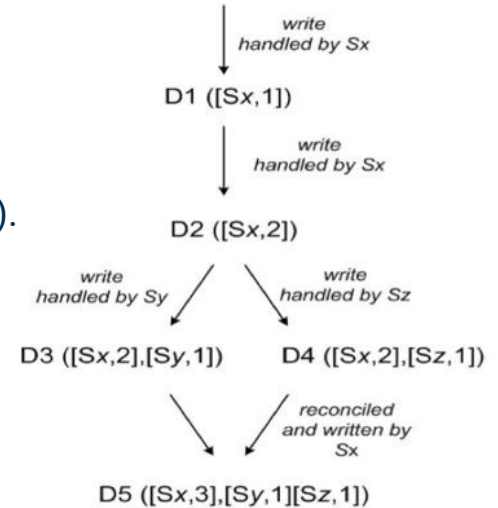 write
handled by Sx
D1 ([Sx,1])
write
handled by Sx
).
D2 ([Sx,2])
write
handled by Sy
write
handled by Sz
D3 ([Sx,2],[Sy,1])
D4 ([Sx,2],[Sz,1])
reconciled
and written by
Sx
D5 ([Sx,3],[Sy,1][Sz,1])